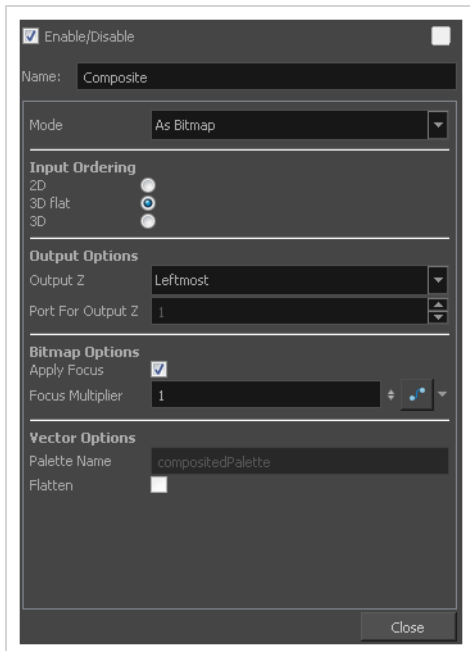 Enable/Disable
Name: Composite
Mode As Bitmap
Input Ordering
2D
3D flat
3D
Output Options
Output Z Leftmost
Port For Output Z 1
Bitmap Options
Apply Focus
Focus Multiplier 1
Vector Options
Palette Name compositedPalette
Flatten
Close